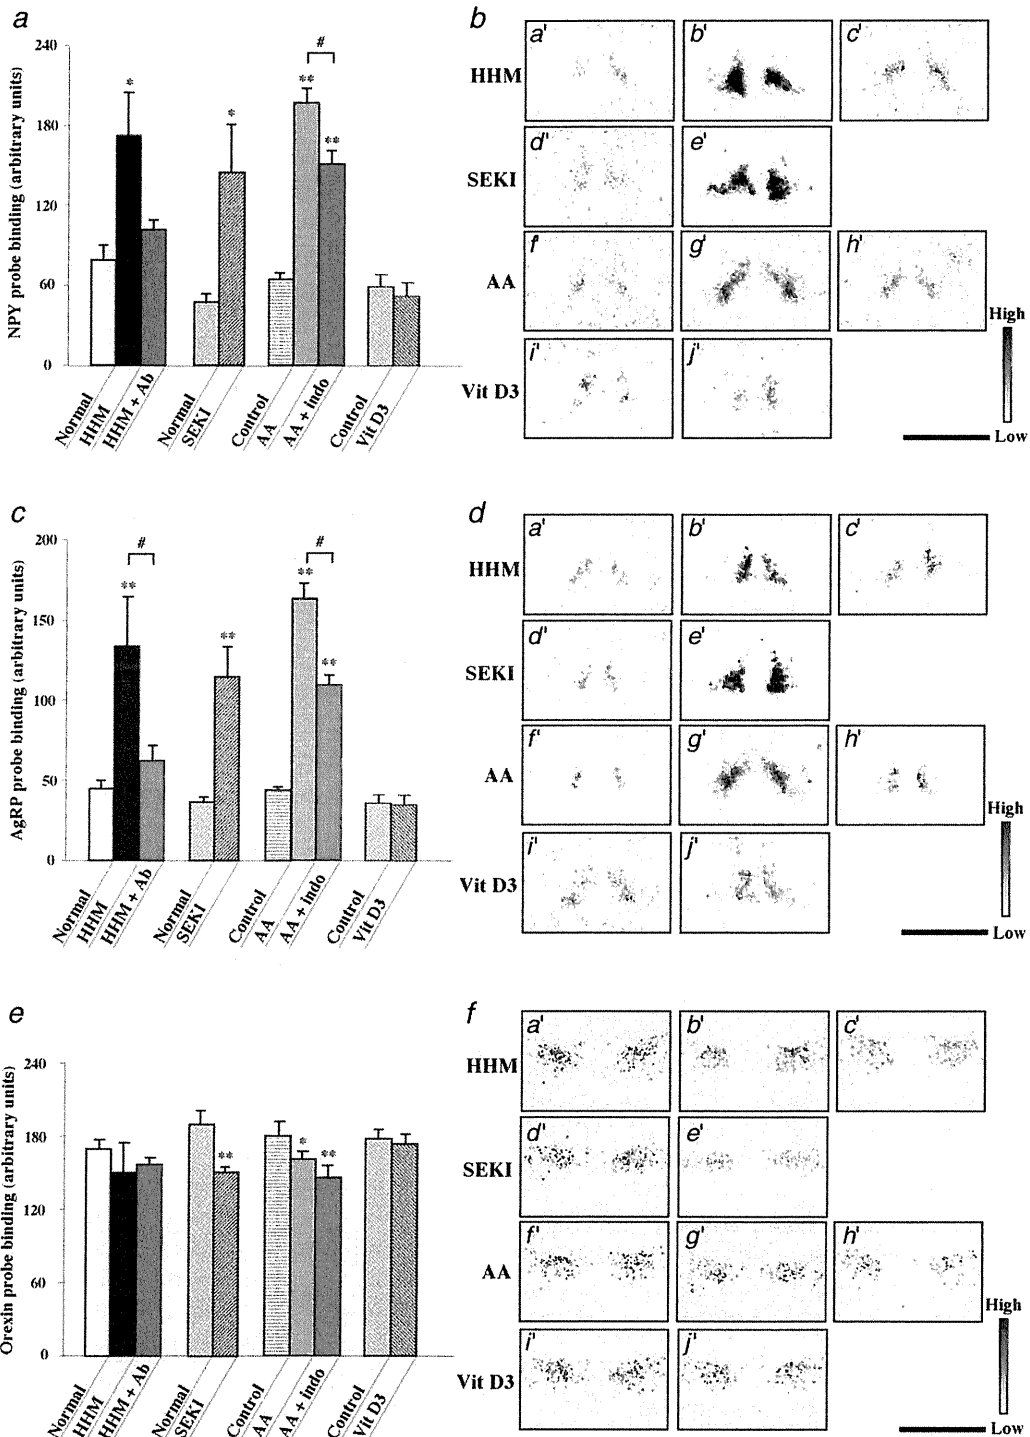 a
NPY probe binding (arbitrary units)
240
180
120
60
0
*
*
**
#
**
Normal
HHM
HHM + Ab
Normal
SEKI
Control
AA
AA + indo
Control
Vit D3
b
HHM
a'
b'
c'
SEKI
d'
e'
AA
f'
g'
h'
Vit D3
i'
j'
High
Low
c
AgRP probe binding (arbitrary units)
200
150
100
50
0
**
#
**
**
#
**
Normal
HHM
HHM + Ab
Normal
SEKI
Control
AA
AA + indo
Control
Vit D3
d
HHM
a'
b'
c'
SEKI
d'
e'
AA
f'
g'
h'
Vit D3
i'
j'
High
Low
e
Orexin probe binding (arbitrary units)
240
180
120
60
0
**
*
**
Normal
HHM
HHM + Ab
Normal
SEKI
Control
AA
AA + indo
Control
Vit D3
f
HHM
a'
b'
c'
SEKI
d'
e'
AA
f'
g'
h'
Vit D3
i'
j'
High
Low